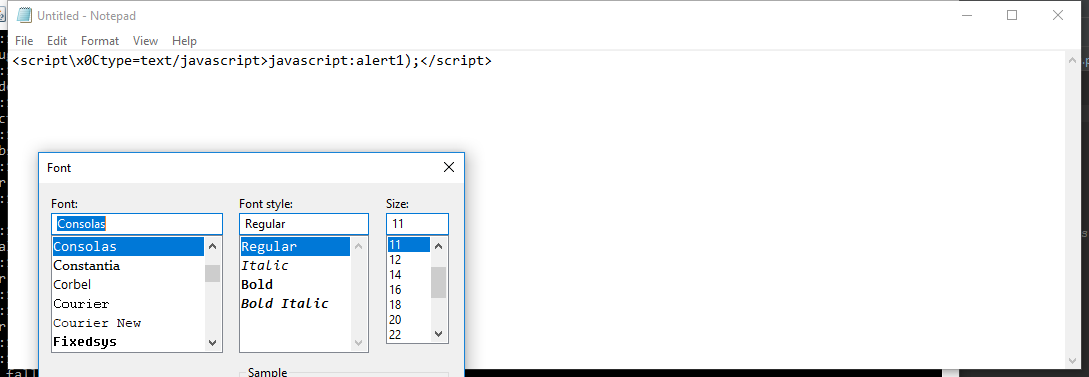 Untitled - Notepad
File Edit Format View Help
<script\x0Ctype=text/javascript>javascript:alert1);</script>
Font
Font: Font style: Size:
Consolas Regular 11
Consolas Regular 11
Constantia Italic 12
Corbel Bold 14
Courier Bold Italic 16
Courier New 18
Fixedsys 20
22
Sample